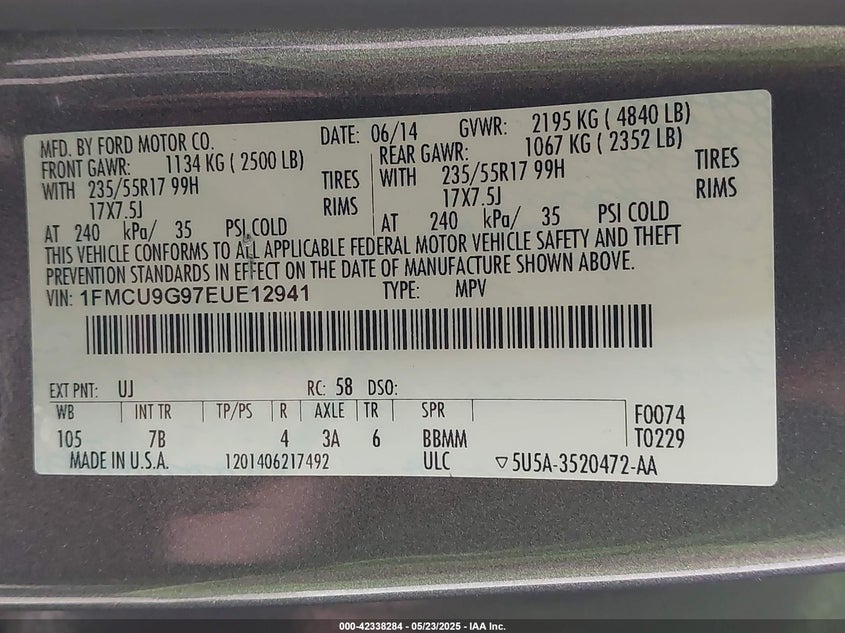 MFD. BY FORD MOTOR CO. DATE: 06/14 GVWR: 2195 KG ( 4840 LB)
FRONT GAWR: 1134 KG ( 2500 LB) REAR GAWR: 1067 KG ( 2352 LB)
WITH 235/55R17 99H TIRES WITH 235/55R17 99H TIRES
17X7.5J RIMS 17X7.5J RIMS
AT 240 kPa/ 35 PSI COLD AT 240 kPa/ 35 PSI COLD
THIS VEHICLE CONFORMS TO ALL APPLICABLE FEDERAL MOTOR VEHICLE SAFETY AND THEFT
PREVENTION STANDARDS IN EFFECT ON THE DATE OF MANUFACTURE SHOWN ABOVE.
VIN: 1FMCU9G97EUE12941 TYPE: MPV
EXT PNT: UJ RC: 58 DSO:
WB INT TR TP/PS R AXLE TR SPR F0074
105 7B 4 3A 6 BBMM T0229
MADE IN U.S.A. 1201406217492 ULC ▽5U5A-3520472-AA
000-42338284 - 05/23/2025 - IAA Inc.